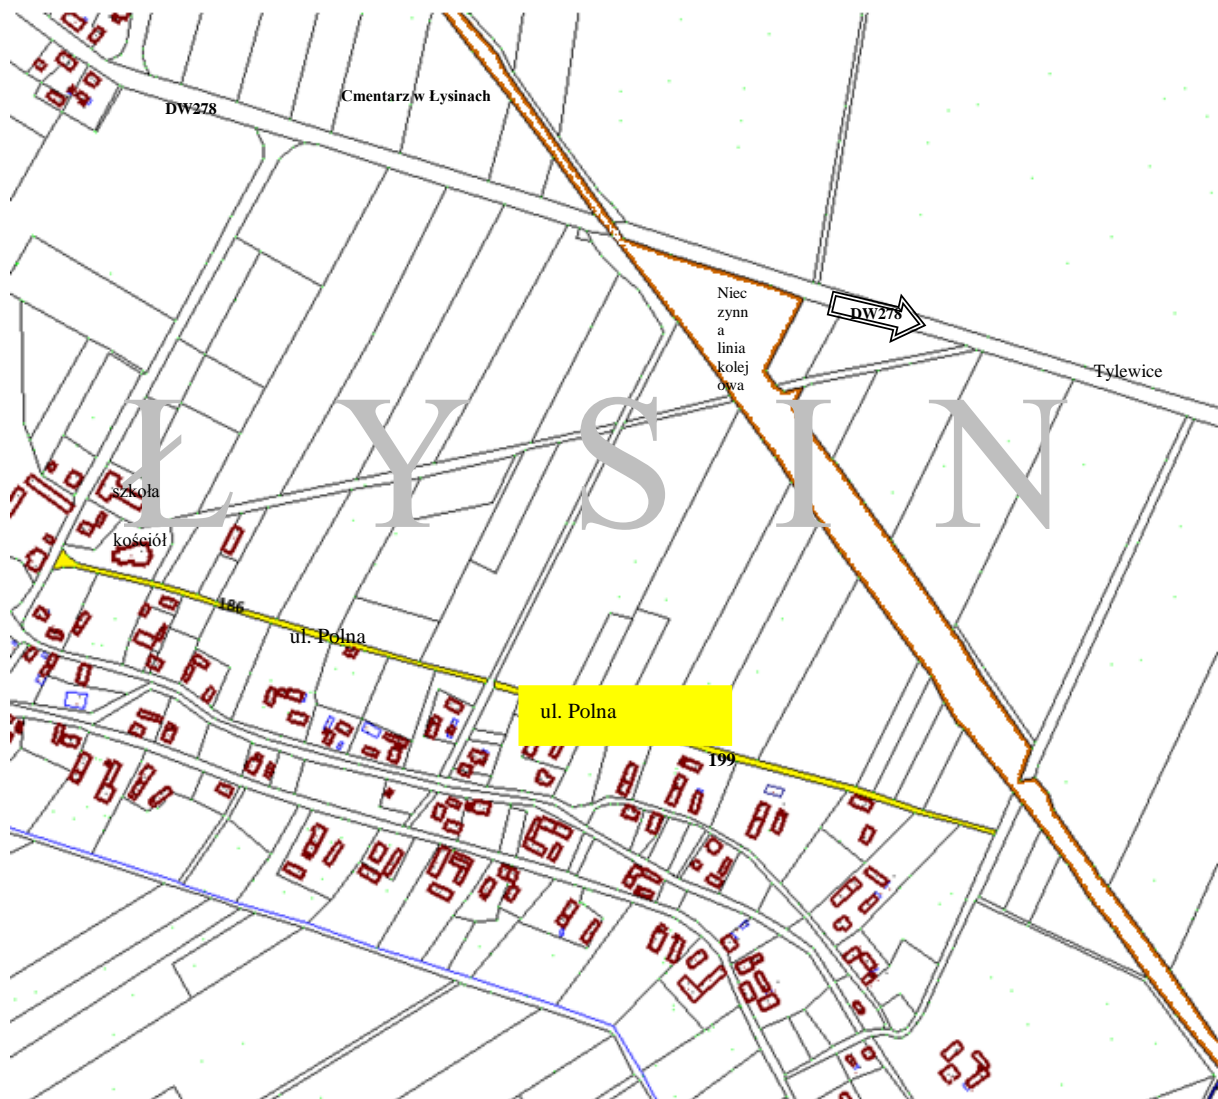 Cmentarz w Łysinach
DW278
Niec
zynn
a
linia
kolej
owa
DW278
Tylewice
Ł Y S I N
szkoła
kościół
186
ul. Polna
ul. Polna
199